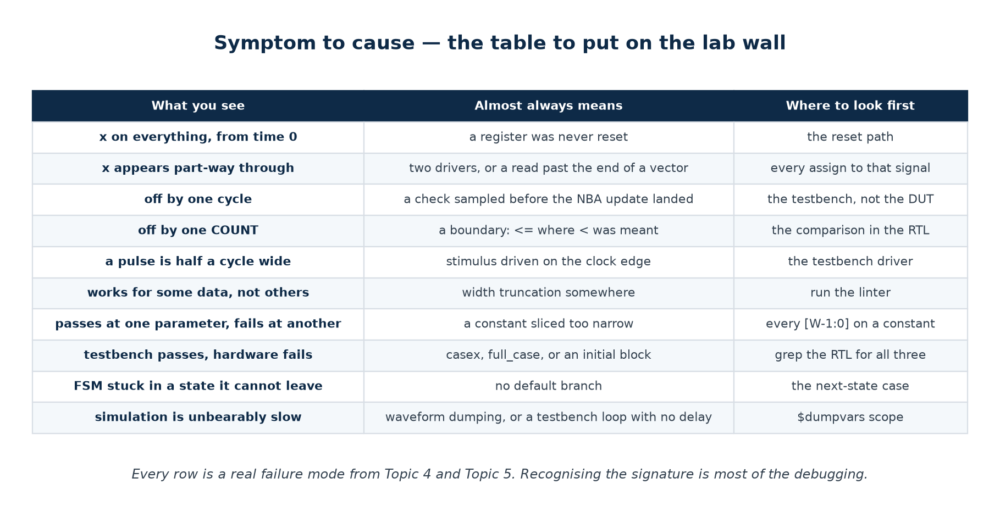 Symptom to cause — the table to put on the lab wall
What you see Almost always means Where to look first
x on everything, from time 0 a register was never reset the reset path
x appears part-way through two drivers, or a read past the end of a vector every assign to that signal
off by one cycle a check sampled before the NBA update landed the testbench, not the DUT
off by one COUNT a boundary: <= where < was meant the comparison in the RTL
a pulse is half a cycle wide stimulus driven on the clock edge the testbench driver
works for some data, not others width truncation somewhere run the linter
passes at one parameter, fails at another a constant sliced too narrow every [W-1:0] on a constant
testbench passes, hardware fails casex, full_case, or an initial block grep the RTL for all three
FSM stuck in a state it cannot leave no default branch the next-state case
simulation is unbearably slow waveform dumping, or a testbench loop with no delay $dumpvars scope
Every row is a real failure mode from Topic 4 and Topic 5. Recognising the signature is most of the debugging.